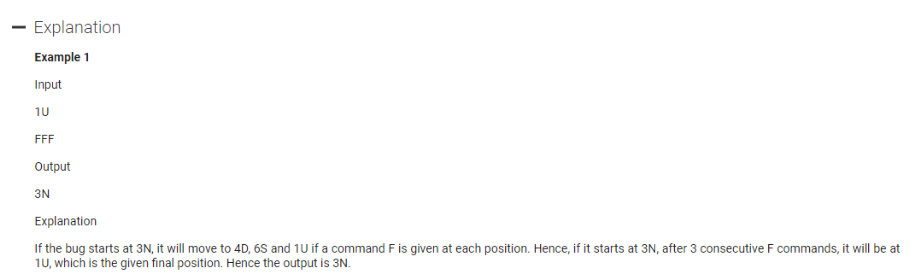 Explanation
Example 1
Input
1U
FFF
Output
3N
Explanation
If the bug starts at 3N, it will move to 4D, 6S and 1U if a command F is given at each position. Hence, if it starts at 3N, after 3 consecutive F commands, it will be at
1U, which is the given final position. Hence the output is 3N.